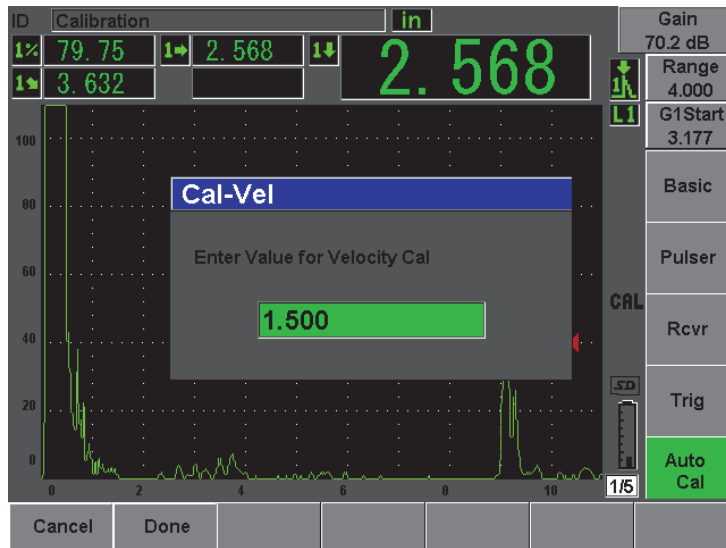 ID Calibration in
Gain
70.2 dB
1% 79.75 1 2.568 1 2.568
1 3.632
Range
4.000
1
L1
G1Start
3.177
100
80
60
40
20
0
0 2 4 6 8 10
Cal-Vel
Enter Value for Velocity Cal
1.500
CAL
SD
1/5
Basic
Pulser
Rcvr
Trig
Auto
Cal
Cancel Done